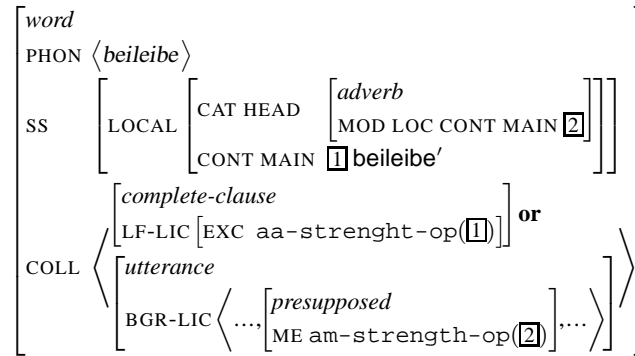 word
PHON ⟨beileibe⟩
SS [LOCAL [CAT HEAD [adverb
MOD LOC CONT MAIN 2]
CONT MAIN 1 beileibe′]]
COLL ⟨[complete-clause
LF-LIC [EXC aa-strenght-op(1)]] or
[utterance
BGR-LIC ⟨...,[presupposed
ME am-strength-op(2)],...⟩]⟩